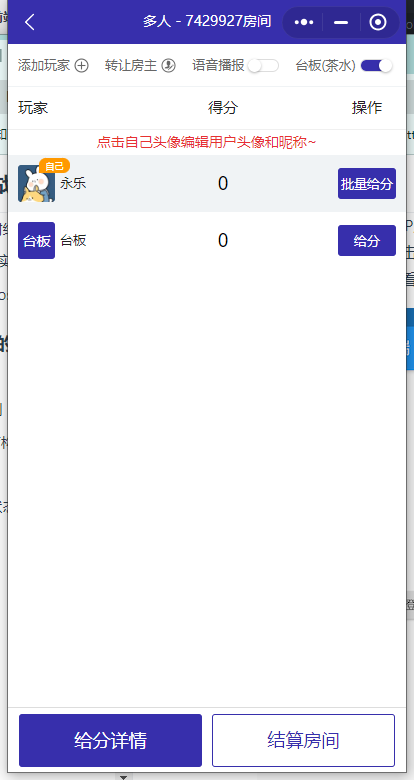 多人 - 7429927房间
添加玩家 转让房主 语音播报 台板(茶水)
玩家 得分 操作
点击自己头像编辑用户头像和昵称~
自己
永乐 0 批量给分
台板 台板 0 给分
给分详情 结算房间